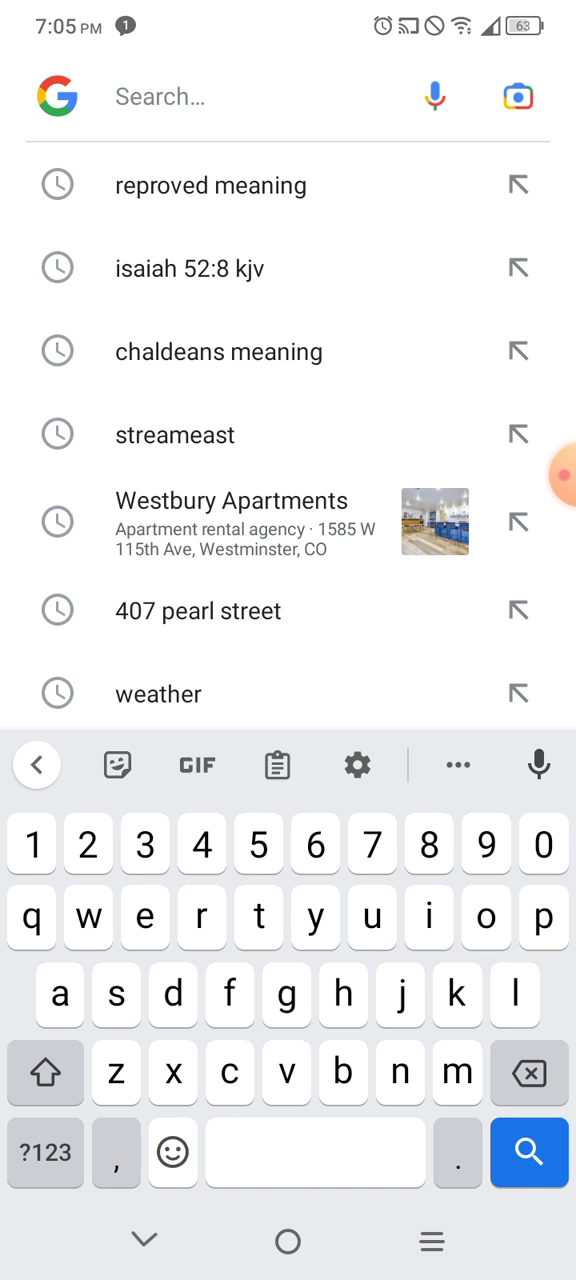 7:05 PM 1 63
Search...
reproved meaning
isaiah 52:8 kjv
chaldeans meaning
streameast
Westbury Apartments
Apartment rental agency · 1585 W
115th Ave, Westminster, CO
407 pearl street
weather
GIF
1 2 3 4 5 6 7 8 9 0
q w e r t y u i o p
a s d f g h j k l
z x c v b n m
?123 , .